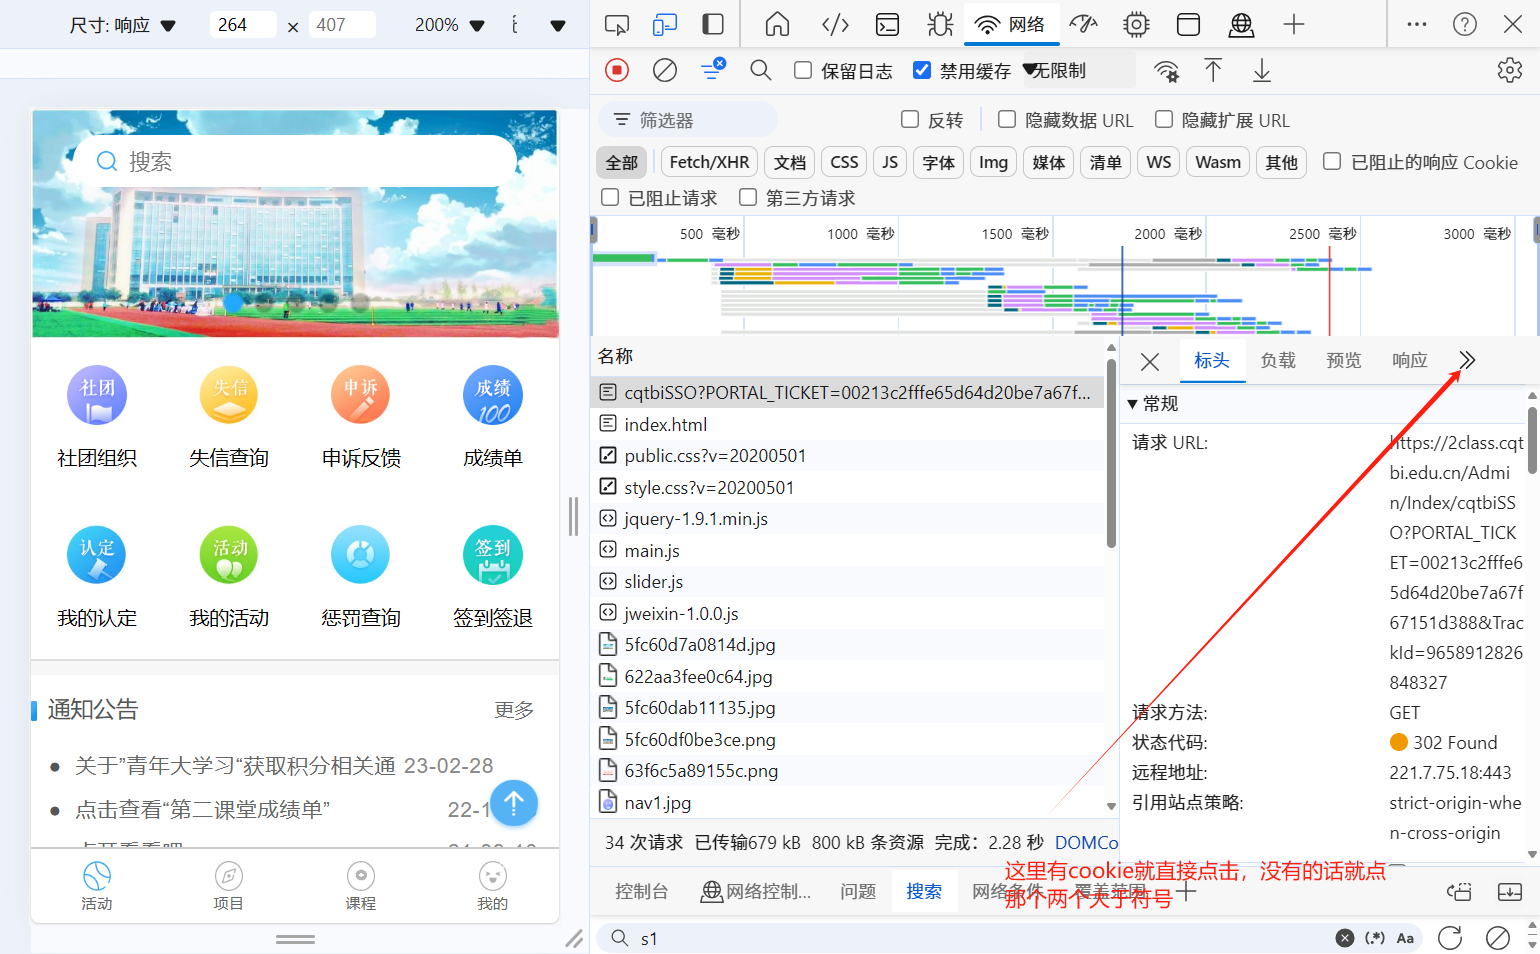 尺寸: 响应
264
×
407
200%
搜索
社团
失信
申诉
成绩
100
社团组织
失信查询
申诉反馈
成绩单
认定
活动
签到
我的认定
我的活动
惩罚查询
签到签退
通知公告
更多
关于”青年大学习“获取积分相关通 23-02-28
点击查看“第二课堂成绩单”
22-1
活动
项目
课程
我的
网络
保留日志
禁用缓存
无限制
筛选器
反转
隐藏数据 URL
隐藏扩展 URL
全部
Fetch/XHR
文档
CSS
JS
字体
Img
媒体
清单
WS
Wasm
其他
已阻止的响应 Cookie
已阻止请求
第三方请求
500 毫秒
1000 毫秒
1500 毫秒
2000 毫秒
2500 毫秒
3000 毫秒
名称
cqtbiSSO?PORTAL_TICKET=00213c2fffe65d64d20be7a67f...
index.html
public.css?v=20200501
style.css?v=20200501
jquery-1.9.1.min.js
main.js
slider.js
jweixin-1.0.0.js
5fc60d7a0814d.jpg
622aa3fee0c64.jpg
5fc60dab11135.jpg
5fc60df0be3ce.png
63f6c5a89155c.png
nav1.jpg
34 次请求
已传输679 kB
800 kB 条资源
完成：2.28 秒
DOMCo
标头
负载
预览
响应
常规
请求 URL:
https://2class.cqt
bi.edu.cn/Admi
n/Index/cqtbiSS
O?PORTAL_TICK
ET=00213c2fffe6
5d64d20be7a67f
67151d388&Trac
kId=9658912826
848327
请求方法:
GET
状态代码:
302 Found
远程地址:
221.7.75.18:443
引用站点策略:
strict-origin-whe
n-cross-origin
这里有cookie就直接点击，没有的话就点
那个两个大于符号
控制台
网络控制...
问题
搜索
网络条件
覆盖范围
s1
(.*)
Aa